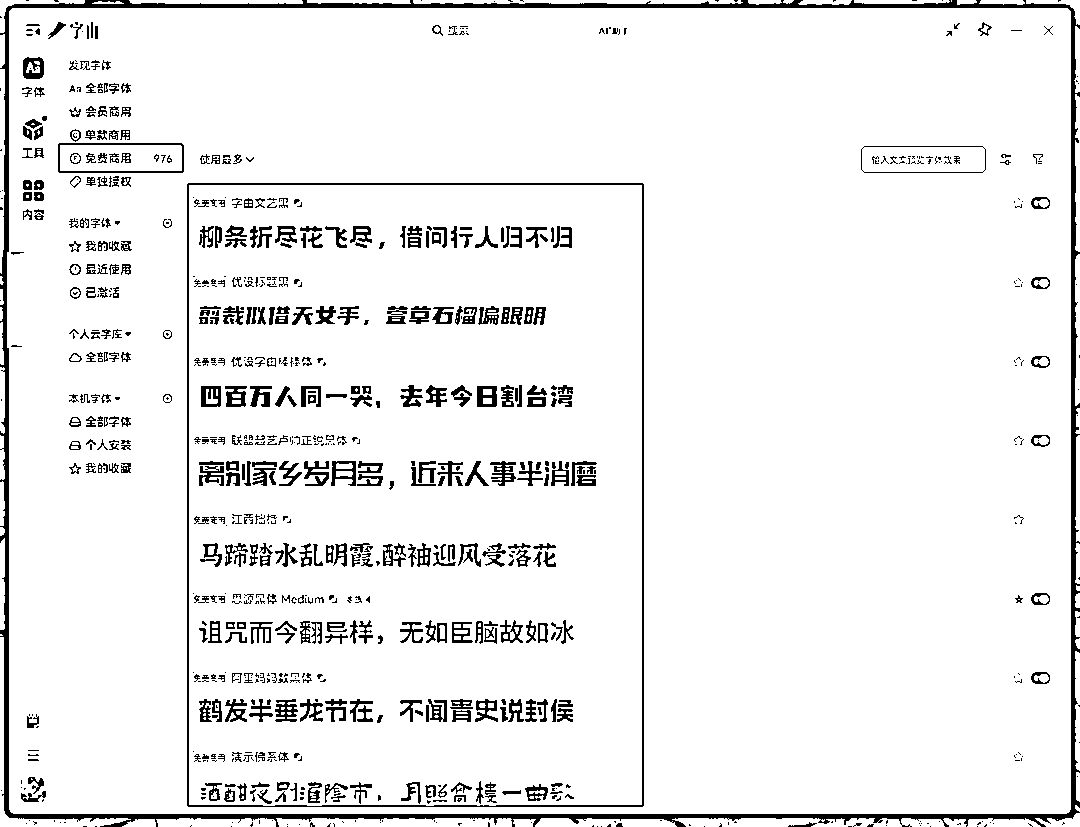 字由
搜索
AI助手
字体
工具
内容
发现字体
Aa 全部字体
会员商用
单款商用
免费商用 976
单独授权
我的字体
我的收藏
最近使用
已激活
个人云字库
全部字体
本机字体
全部字体
个人安装
我的收藏
使用最多
输入文字预览字体效果
免费商用 字由文艺黑
柳条折尽花飞尽，借问行人归不归
免费商用 优设标题黑
剪裁似借天女手，萱草石榴偏眼明
免费商用 优设字由棒棒体
四百万人同一哭，去年今日割台湾
免费商用 联盟起艺卢帅正锐黑体
离别家乡岁月多，近来人事半消磨
免费商用 江西拙楷
马蹄踏水乱明霞，醉袖迎风受落花
免费商用 思源黑体 Medium
诅咒而今翻异样，无如臣脑故如冰
免费商用 阿里妈妈数黑体
鹤发半垂龙节在，不闻青史说封侯
免费商用 演示佛系体
酒酣夜别淮阴市，月照高楼一曲歌